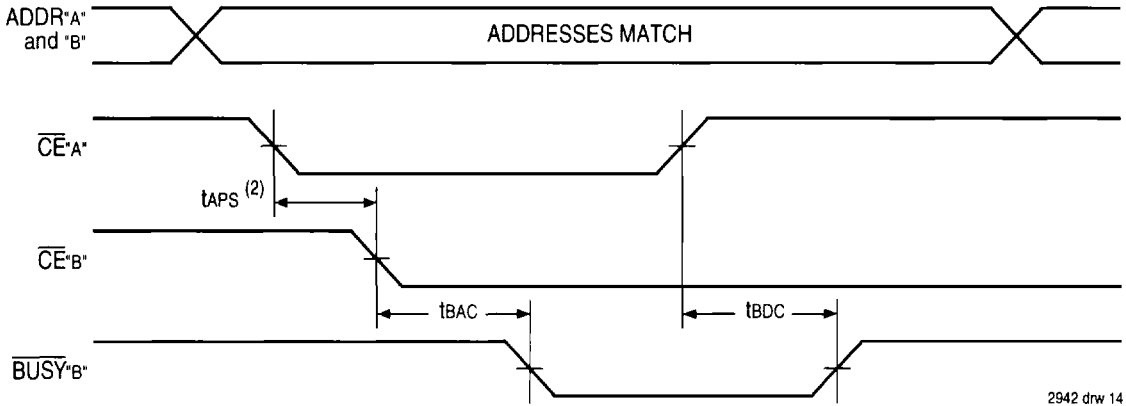 ADDR"A"
and "B"
ADDRESSES MATCH
CE"A"
tAPS (2)
CE"B"
tBAC
tBDC
BUSY"B"
2942 drw 14